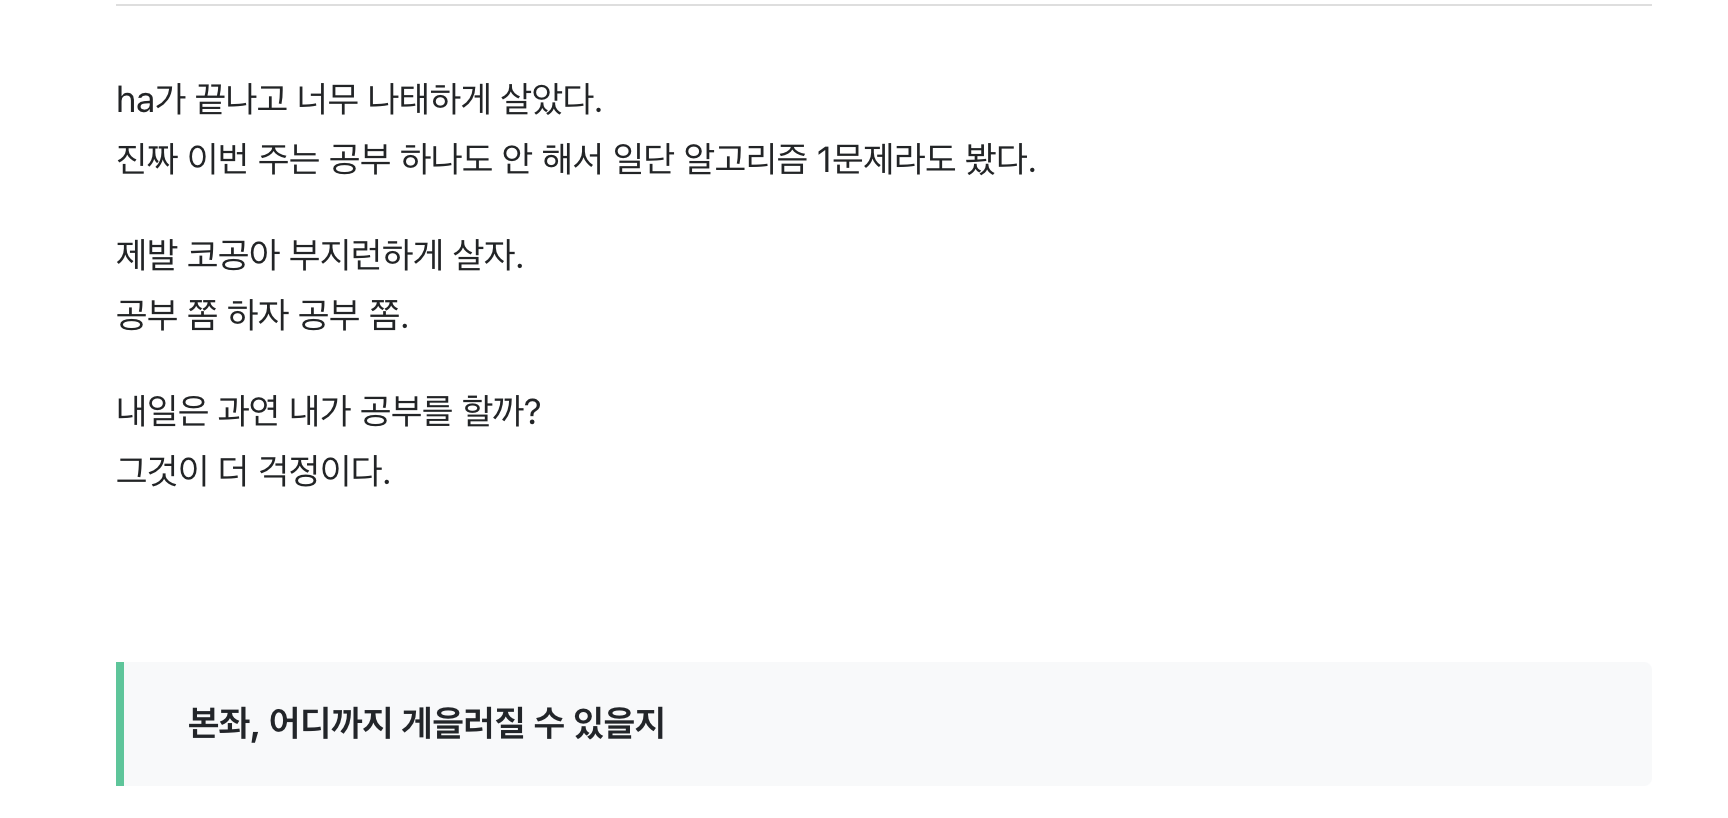 ha가 끝나고 너무 나태하게 살았다.
진짜 이번 주는 공부 하나도 안 해서 일단 알고리즘 1문제라도 봤다.
제발 코공아 부지런하게 살자.
공부 쫌 하자 공부 쫌.
내일은 과연 내가 공부를 할까?
그것이 더 걱정이다.
본좌, 어디까지 게을러질 수 있을지